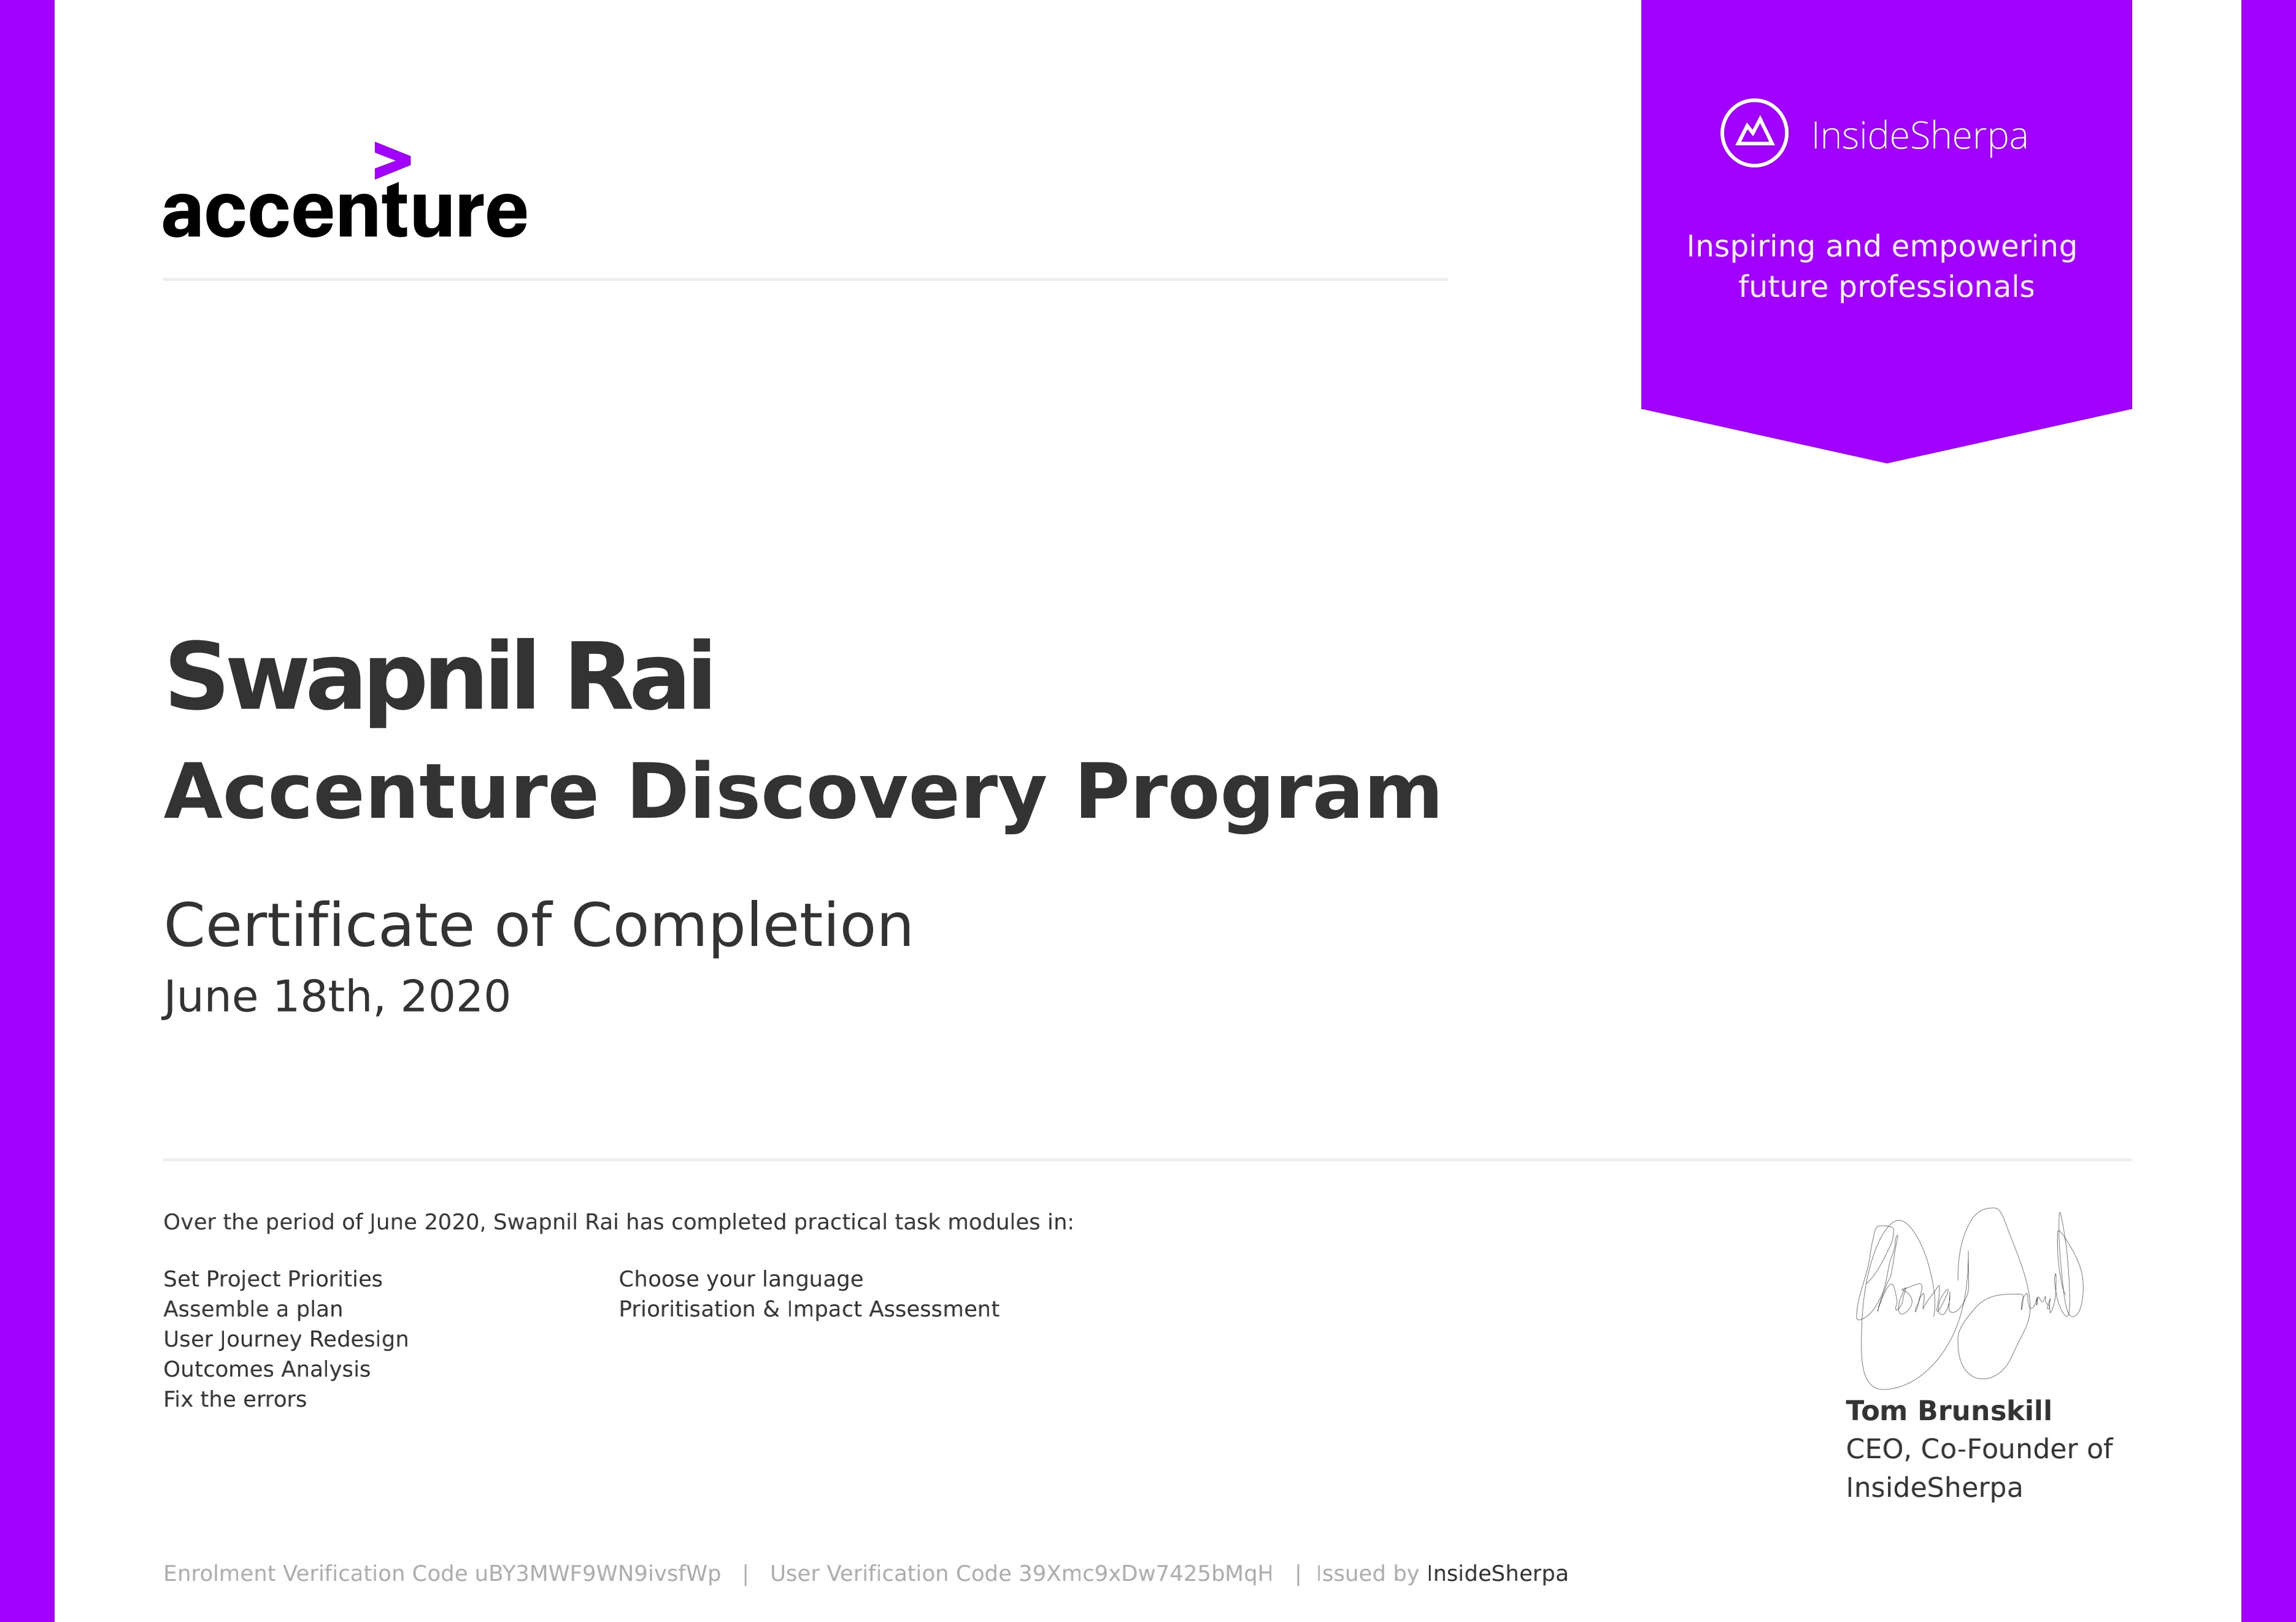 accenture
>
InsideSherpa
Inspiring and empowering
future professionals
Swapnil Rai
Accenture Discovery Program
Certificate of Completion
June 18th, 2020
Over the period of June 2020, Swapnil Rai has completed practical task modules in:
Set Project Priorities
Assemble a plan
User Journey Redesign
Outcomes Analysis
Fix the errors
Choose your language
Prioritisation & Impact Assessment
Tom Brunskill
CEO, Co-Founder of
InsideSherpa
Enrolment Verification Code uBY3MWF9WN9ivsfWp | User Verification Code 39Xmc9xDw7425bMqH | Issued by InsideSherpa